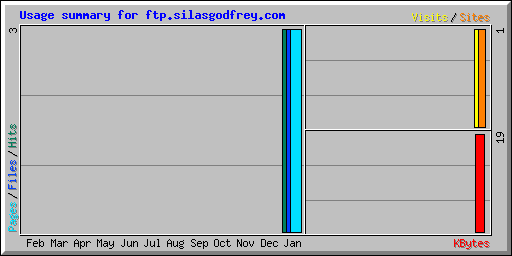 Usage summary for ftp.silasgodfrey.com
Visits/Sites
3
1
19
Pages/Files/Hits
Feb Mar Apr May Jun Jul Aug Sep Oct Nov Dec Jan
KBytes